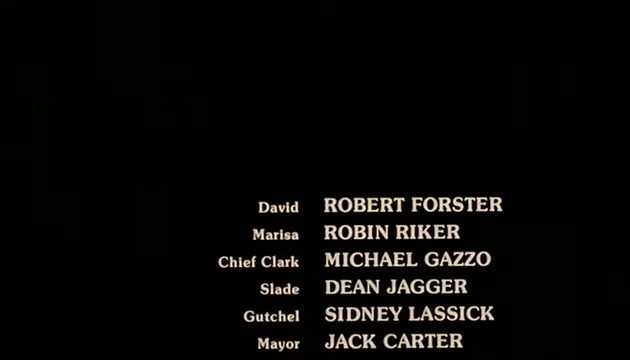 David ROBERT FORSTER
Marisa ROBIN RIKER
Chief Clark MICHAEL GAZZO
Slade DEAN JAGGER
Gutchel SIDNEY LASSICK
Mayor JACK CARTER